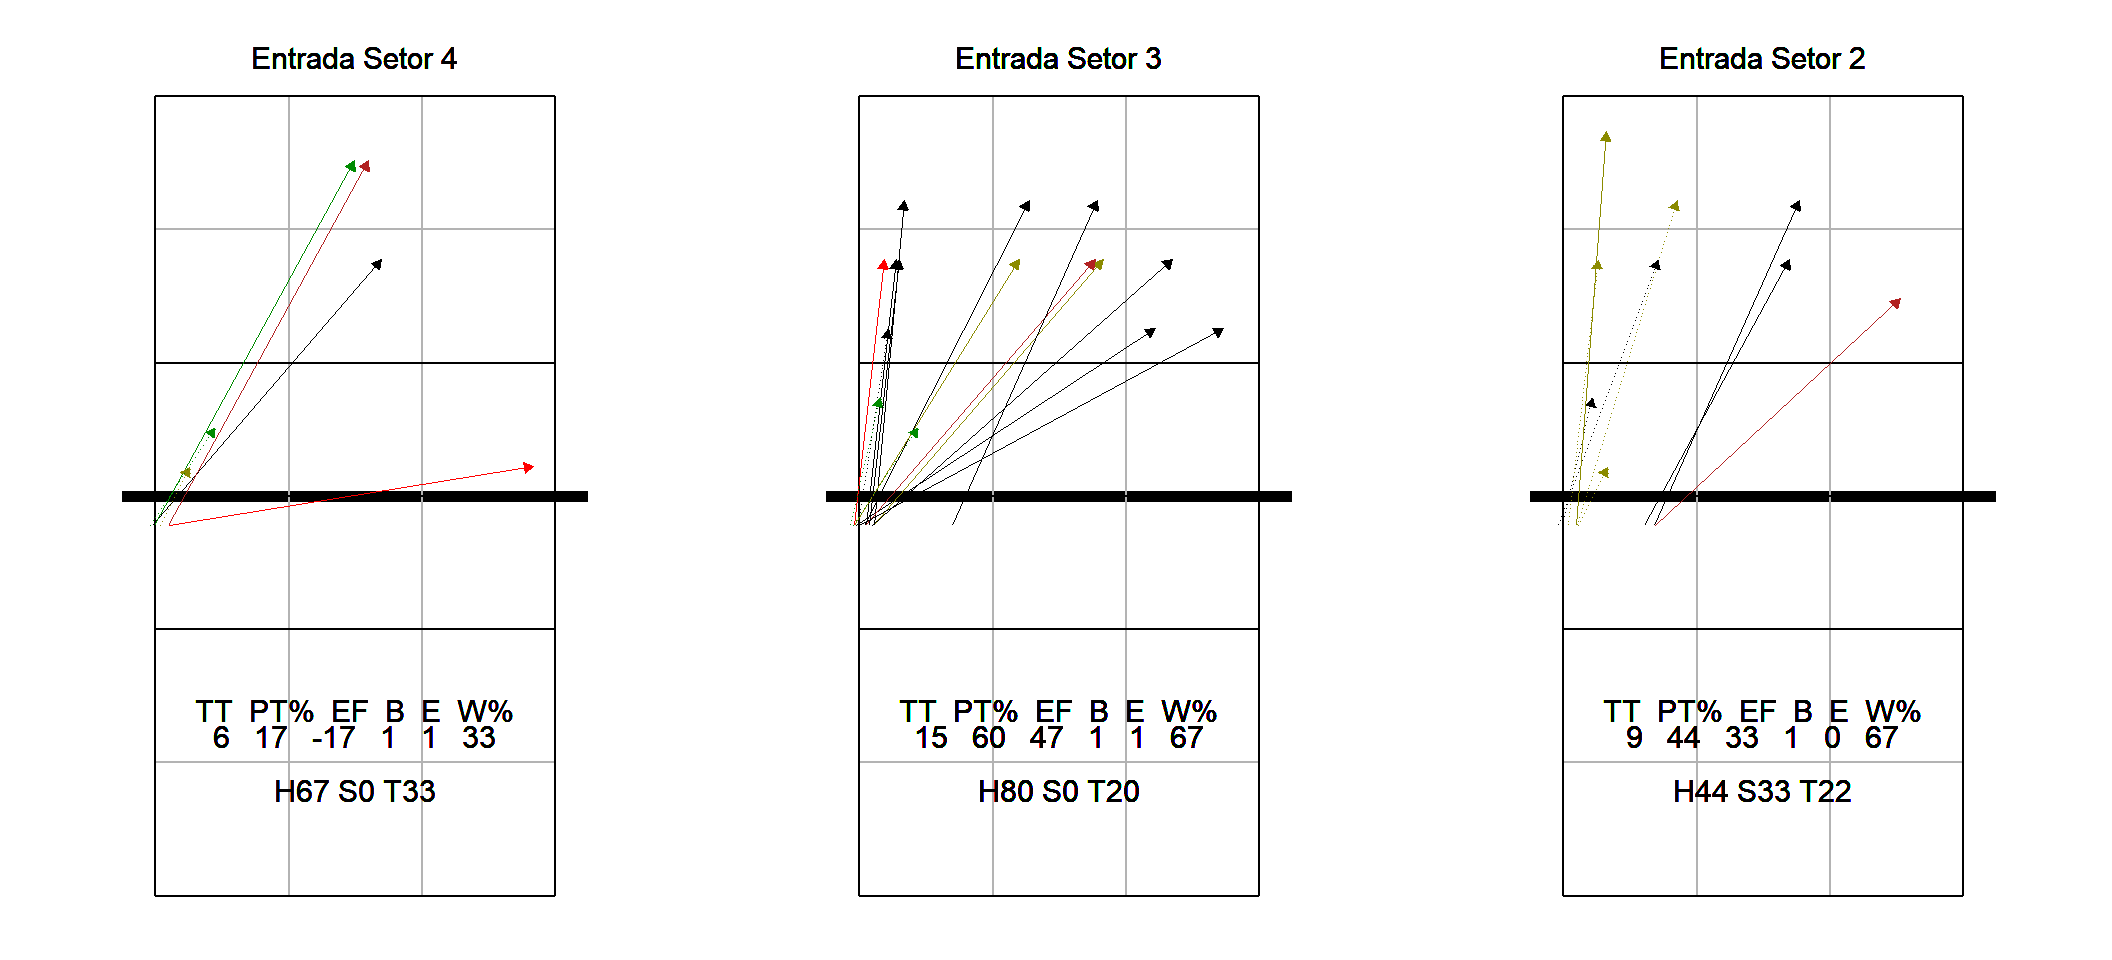 Entrada Setor 4
TT PT% EF B E W%
6 17 -17 1 1 33
H67 S0 T33
Entrada Setor 3
TT PT% EF B E W%
15 60 47 1 1 67
H80 S0 T20
Entrada Setor 2
TT PT% EF B E W%
9 44 33 1 0 67
H44 S33 T22